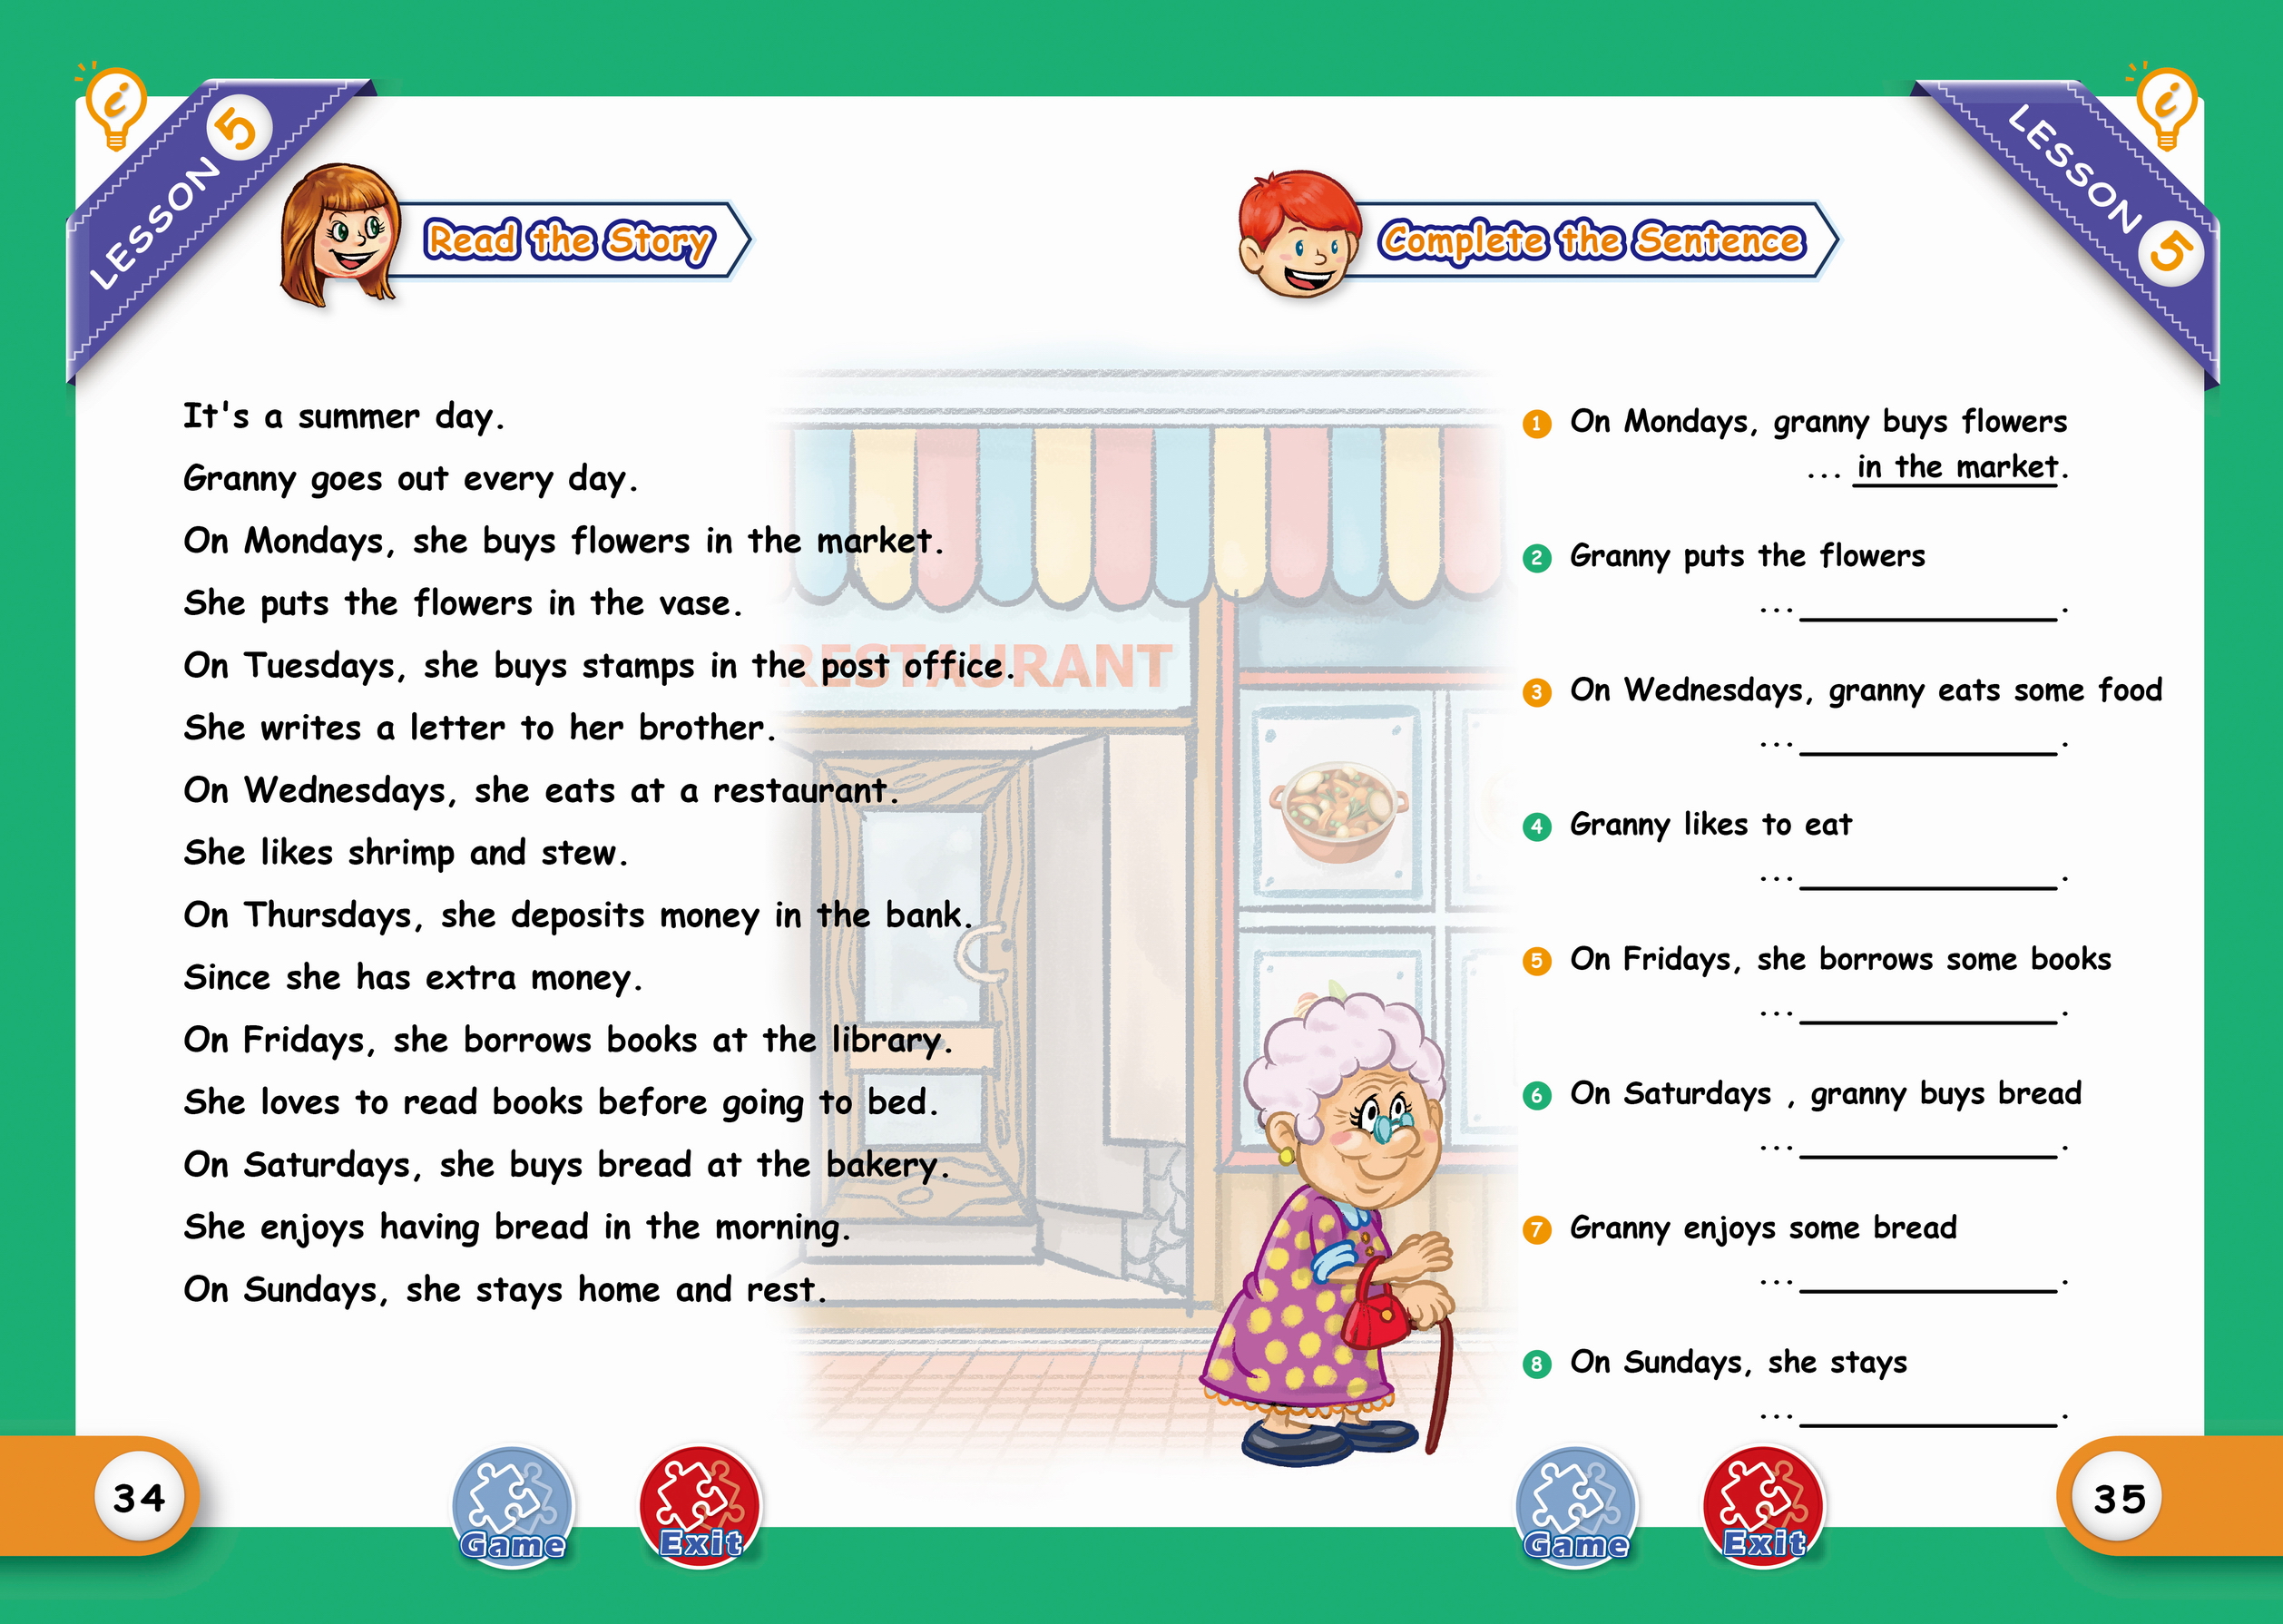 LESSON 5
Read the Story
It's a summer day.
Granny goes out every day.
On Mondays, she buys flowers in the market.
She puts the flowers in the vase.
On Tuesdays, she buys stamps in the post office.
She writes a letter to her brother.
On Wednesdays, she eats at a restaurant.
She likes shrimp and stew.
On Thursdays, she deposits money in the bank.
Since she has extra money.
On Fridays, she borrows books at the library.
She loves to read books before going to bed.
On Saturdays, she buys bread at the bakery.
She enjoys having bread in the morning.
On Sundays, she stays home and rest.
RESTAURANT
34
Game
Exit
LESSON 5
Complete the Sentence
1 On Mondays, granny buys flowers
... in the market.
2 Granny puts the flowers
... ____________.
3 On Wednesdays, granny eats some food
... ____________.
4 Granny likes to eat
... ____________.
5 On Fridays, she borrows some books
... ____________.
6 On Saturdays , granny buys bread
... ____________.
7 Granny enjoys some bread
... ____________.
8 On Sundays, she stays
... ____________.
Game
Exit
35